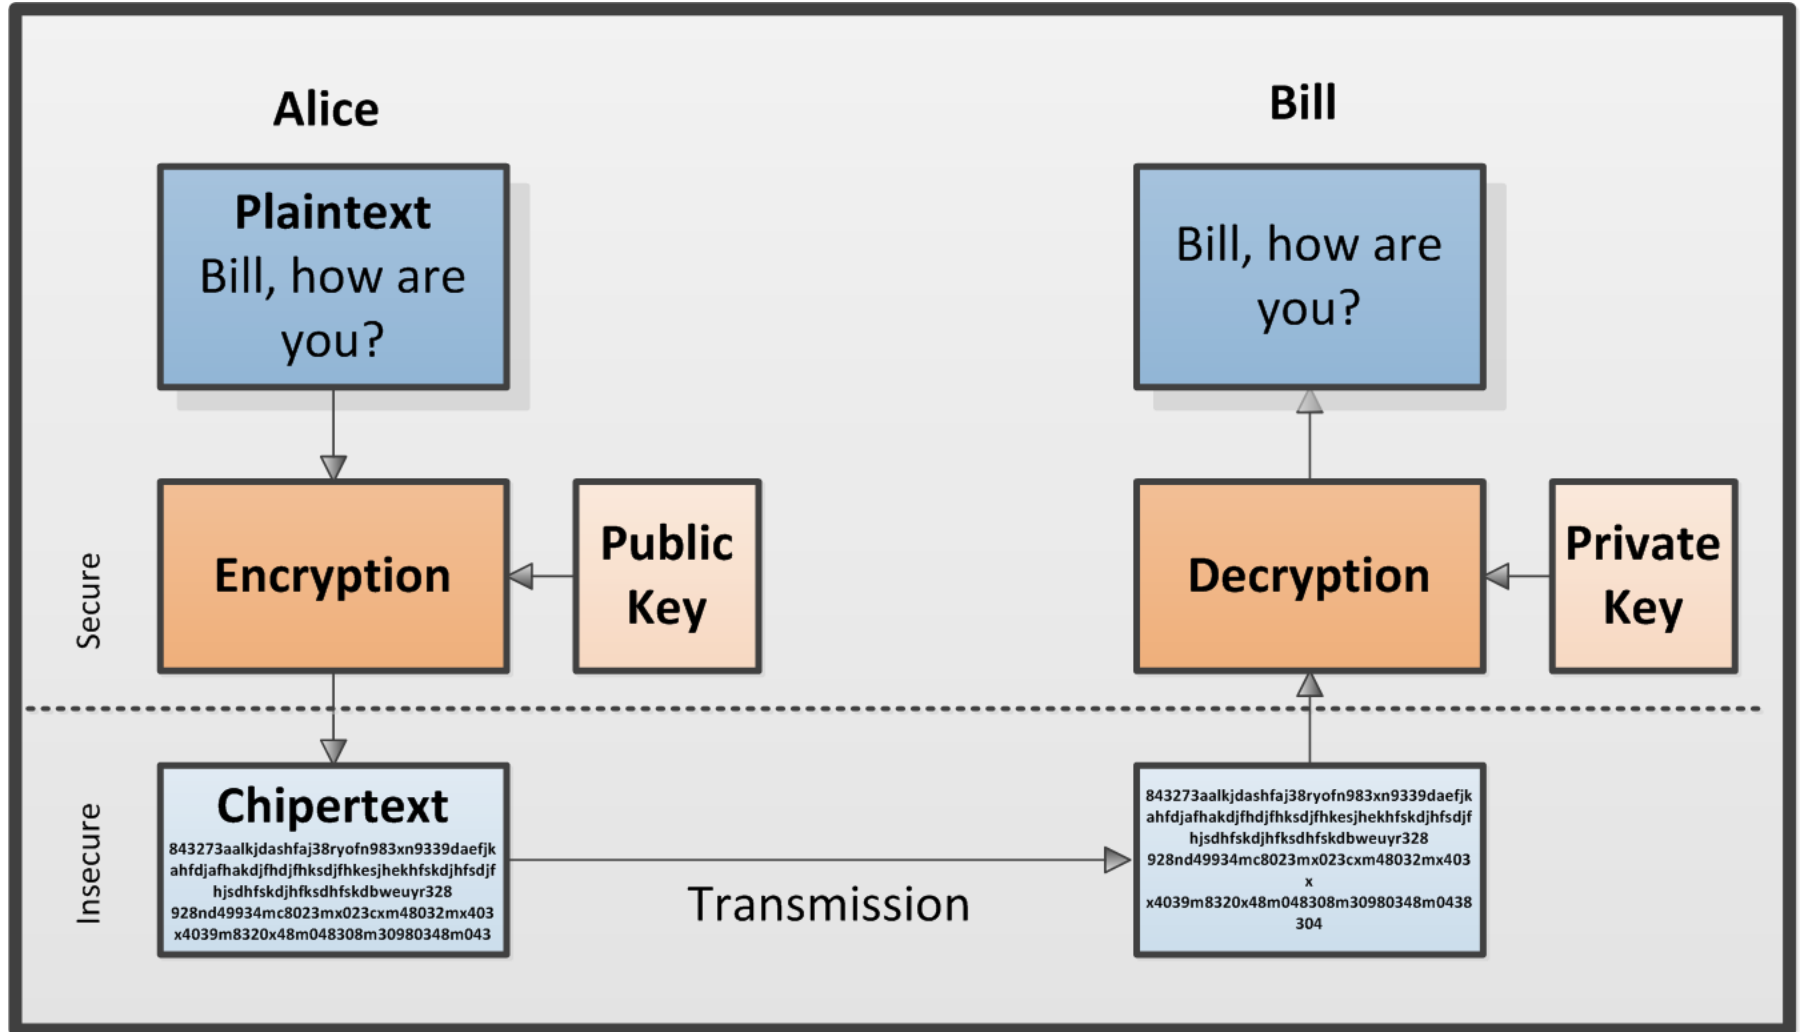 Alice
Bill
Plaintext
Bill, how are
you?
Bill, how are
you?
Encryption
Public
Key
Decryption
Private
Key
Secure
Insecure
Chipertext
843273aalkjdashfaj38ryofn983xn9339daefjk
ahfdjafhakdjfhdjfhksdjfhkesjhekhfskdjhfsdjf
hjsdhfskdjhfksdhfskdbweuyr328
928nd49934mc8023mx023cxm48032mx403
x4039m8320x48m048308m30980348m043
Transmission
843273aalkjdashfaj38ryofn983xn9339daefjk
ahfdjafhakdjfhdjfhksdjfhkesjhekhfskdjhfsdjf
hjsdhfskdjhfksdhfskdbweuyr328
928nd49934mc8023mx023cxm48032mx403
x
x4039m8320x48m048308m30980348m0438
304